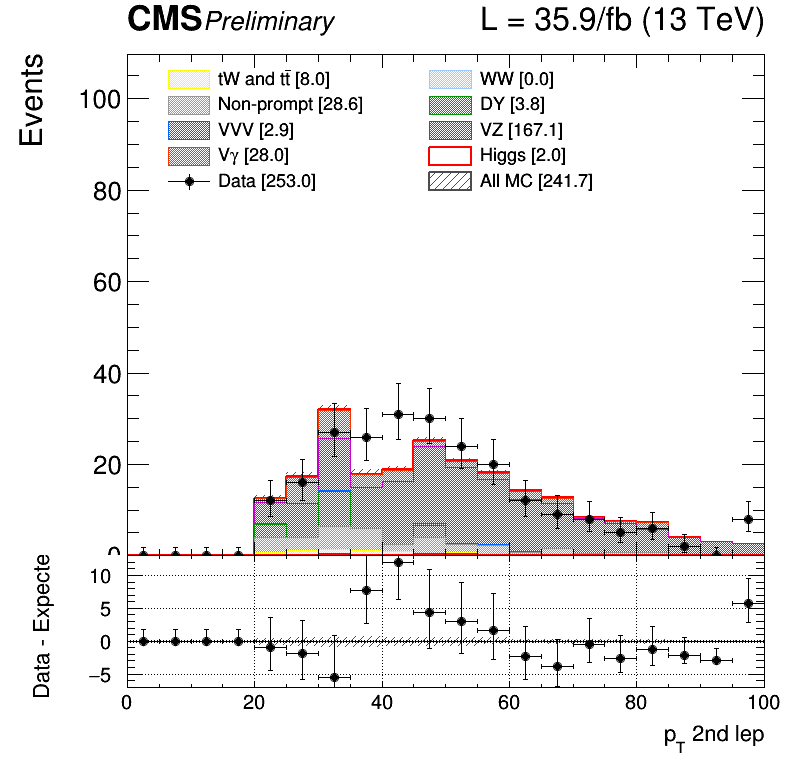 CMS Preliminary L = 35.9/fb (13 TeV)
Events
tW and tt̄ [8.0] WW [0.0]
Non-prompt [28.6] DY [3.8]
VVV [2.9] VZ [167.1]
Vγ [28.0] Higgs [2.0]
Data [253.0] All MC [241.7]
100
80
60
40
20
0
Data - Expecte
10
5
0
−5
0 20 40 60 80 100
p_T 2nd lep